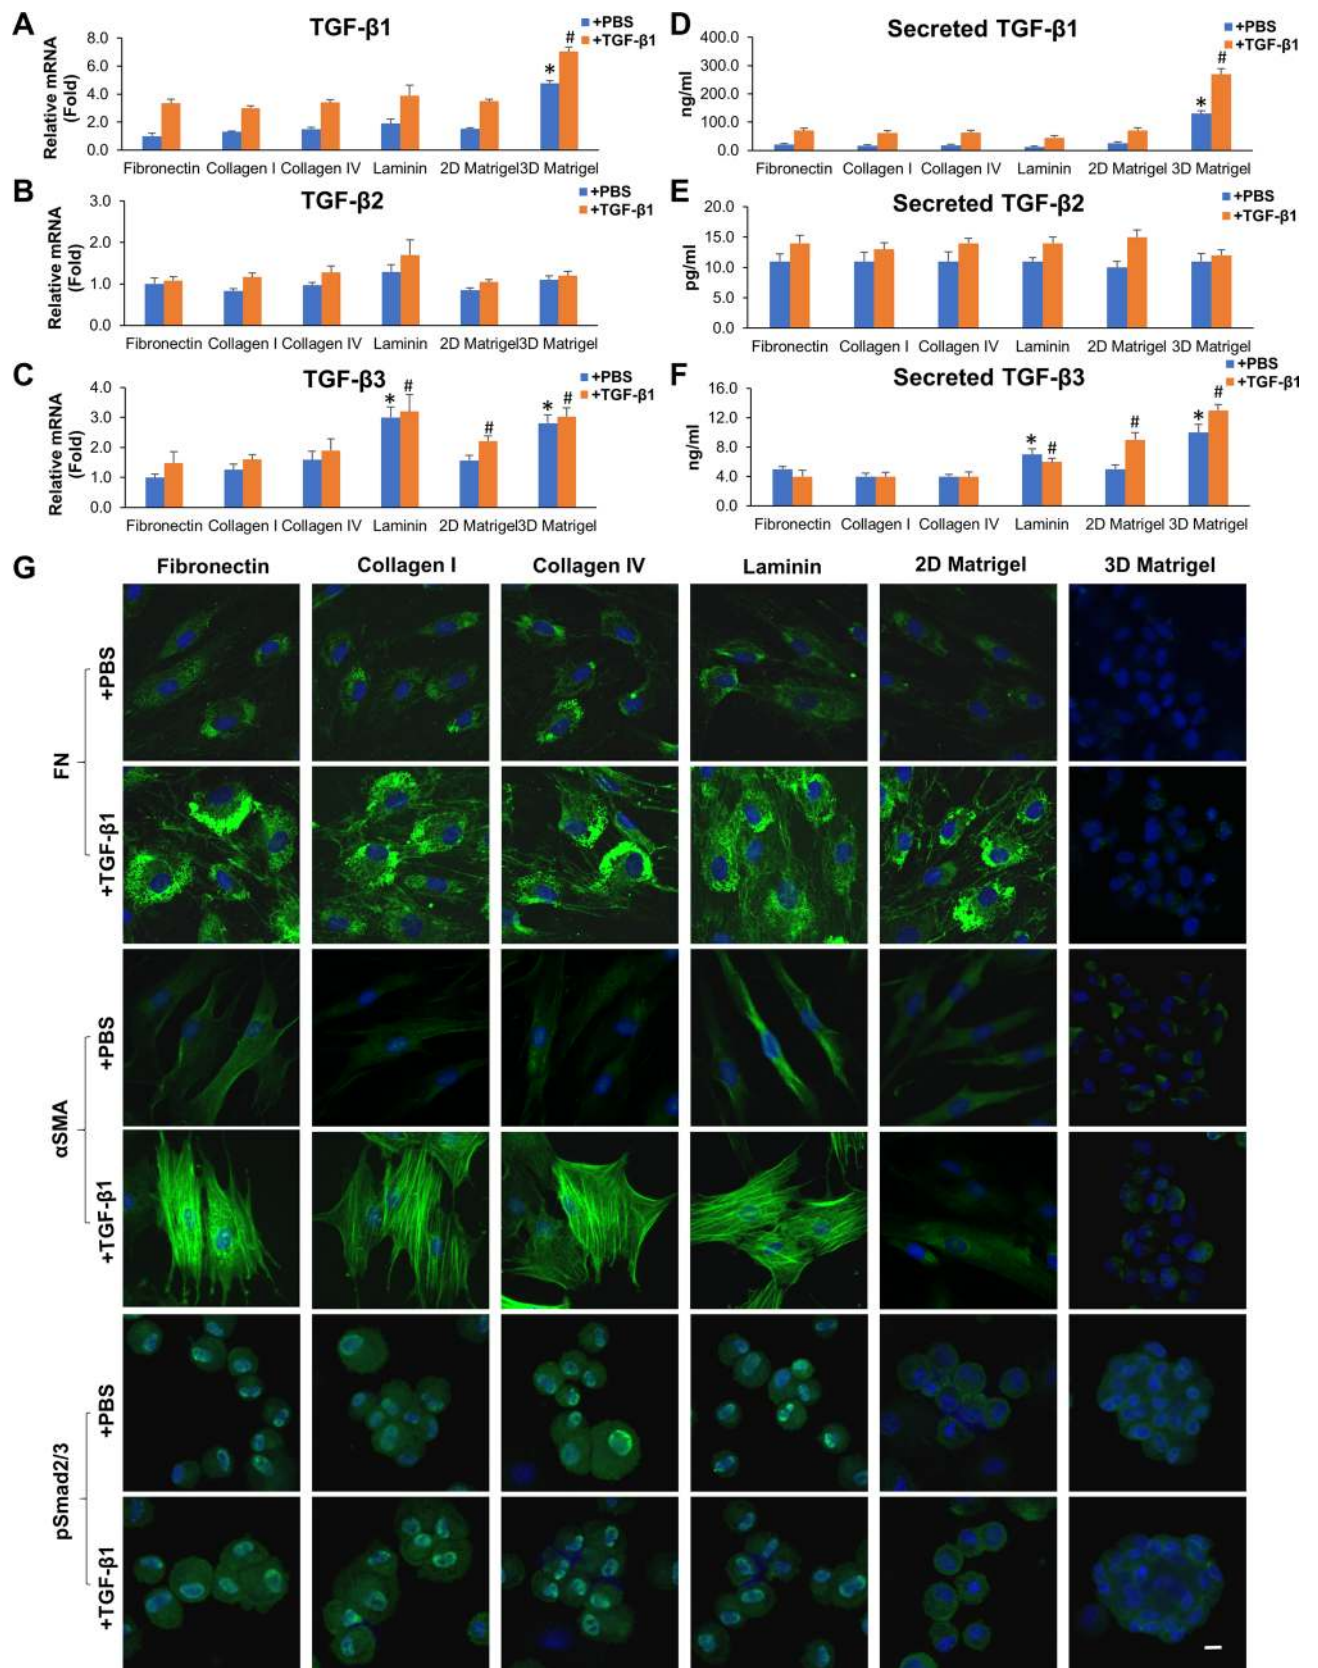 A
TGF-β1
+PBS
+TGF-β1
Relative mRNA
(Fold)
8.0
6.0
4.0
2.0
0.0
*
#
Fibronectin Collagen I Collagen IV Laminin 2D Matrigel 3D Matrigel
D
Secreted TGF-β1
+PBS
+TGF-β1
ng/ml
400.0
300.0
200.0
100.0
0.0
*
#
Fibronectin Collagen I Collagen IV Laminin 2D Matrigel 3D Matrigel
B
TGF-β2
+PBS
+TGF-β1
Relative mRNA
(Fold)
3.0
2.0
1.0
0.0
Fibronectin Collagen I Collagen IV Laminin 2D Matrigel 3D Matrigel
E
Secreted TGF-β2
+PBS
+TGF-β1
pg/ml
20.0
15.0
10.0
5.0
0.0
Fibronectin Collagen I Collagen IV Laminin 2D Matrigel 3D Matrigel
C
TGF-β3
+PBS
+TGF-β1
Relative mRNA
(Fold)
4.0
3.0
2.0
1.0
0.0
* # # * #
Fibronectin Collagen I Collagen IV Laminin 2D Matrigel 3D Matrigel
F
Secreted TGF-β3
+PBS
+TGF-β1
ng/ml
16.0
12.0
8.0
4.0
0.0
* # # * #
Fibronectin Collagen I Collagen IV Laminin 2D Matrigel 3D Matrigel
G
Fibronectin Collagen I Collagen IV Laminin 2D Matrigel 3D Matrigel
FN
+PBS
+TGF-β1
αSMA
+PBS
+TGF-β1
pSmad2/3
+PBS
+TGF-β1